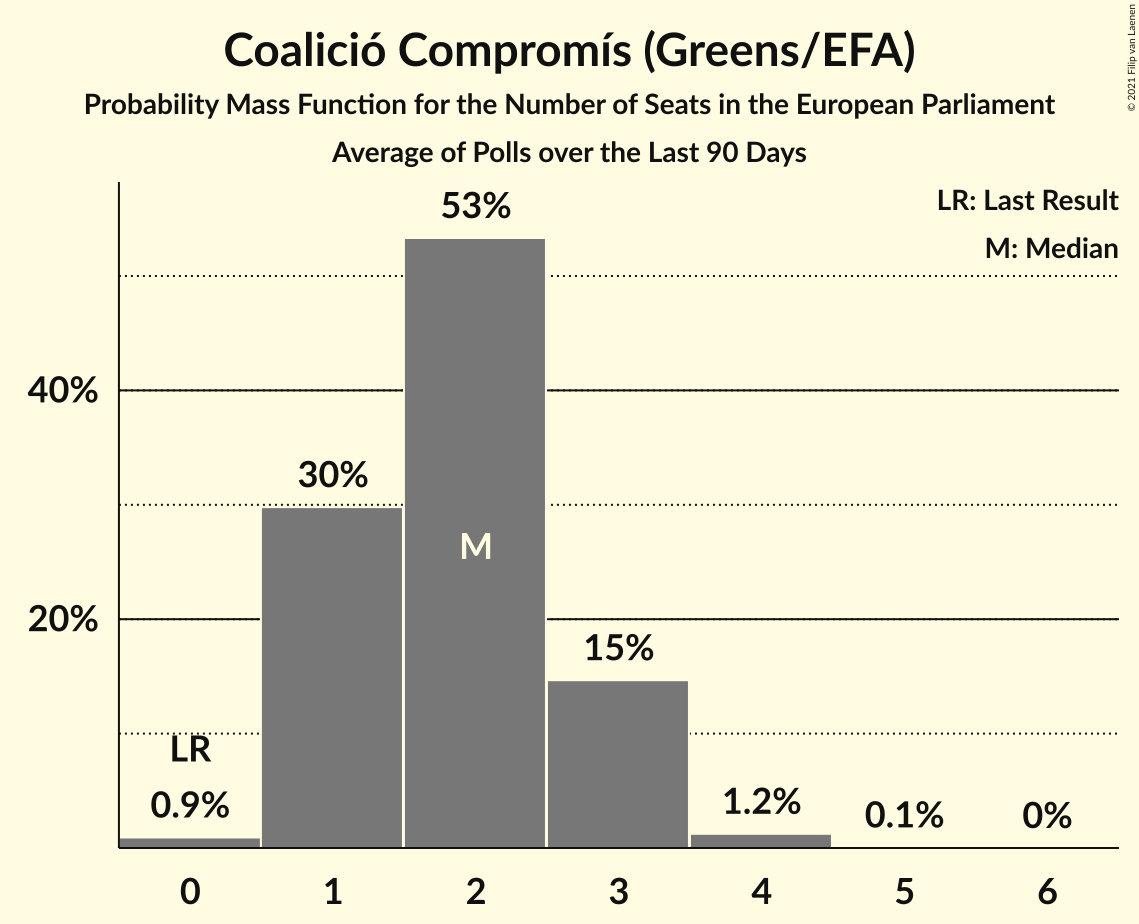 Coalició Compromís (Greens/EFA)
Probability Mass Function for the Number of Seats in the European Parliament
Average of Polls over the Last 90 Days
© 2021 Filip van Laenen
LR: Last Result
M: Median
53%
40%
30%
M
20%
15%
LR
0.9%
1.2%
0.1%
0%
0 1 2 3 4 5 6